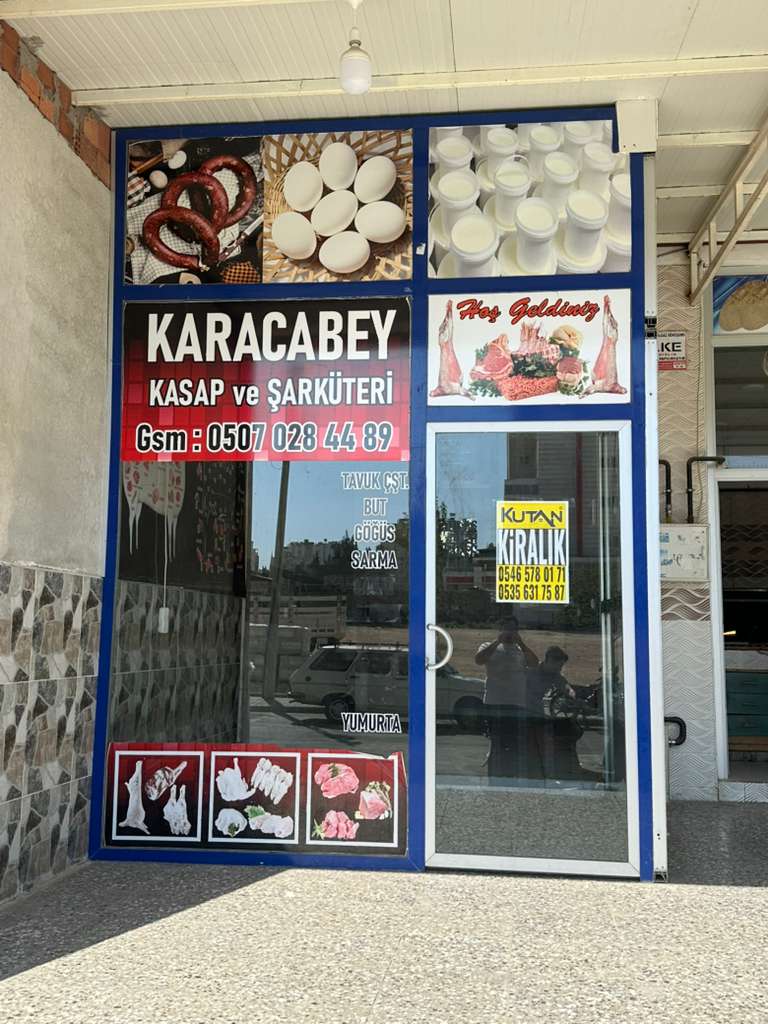 Hoş Geldiniz
KARACABEY
KASAP ve ŞARKÜTERİ
Gsm : 0507 028 44 89
TAVUK ÇŞT.
BUT
GÖĞÜS
SARMA
YUMURTA
KUTAN
KİRALIK
0546 578 01 71
0535 631 75 87